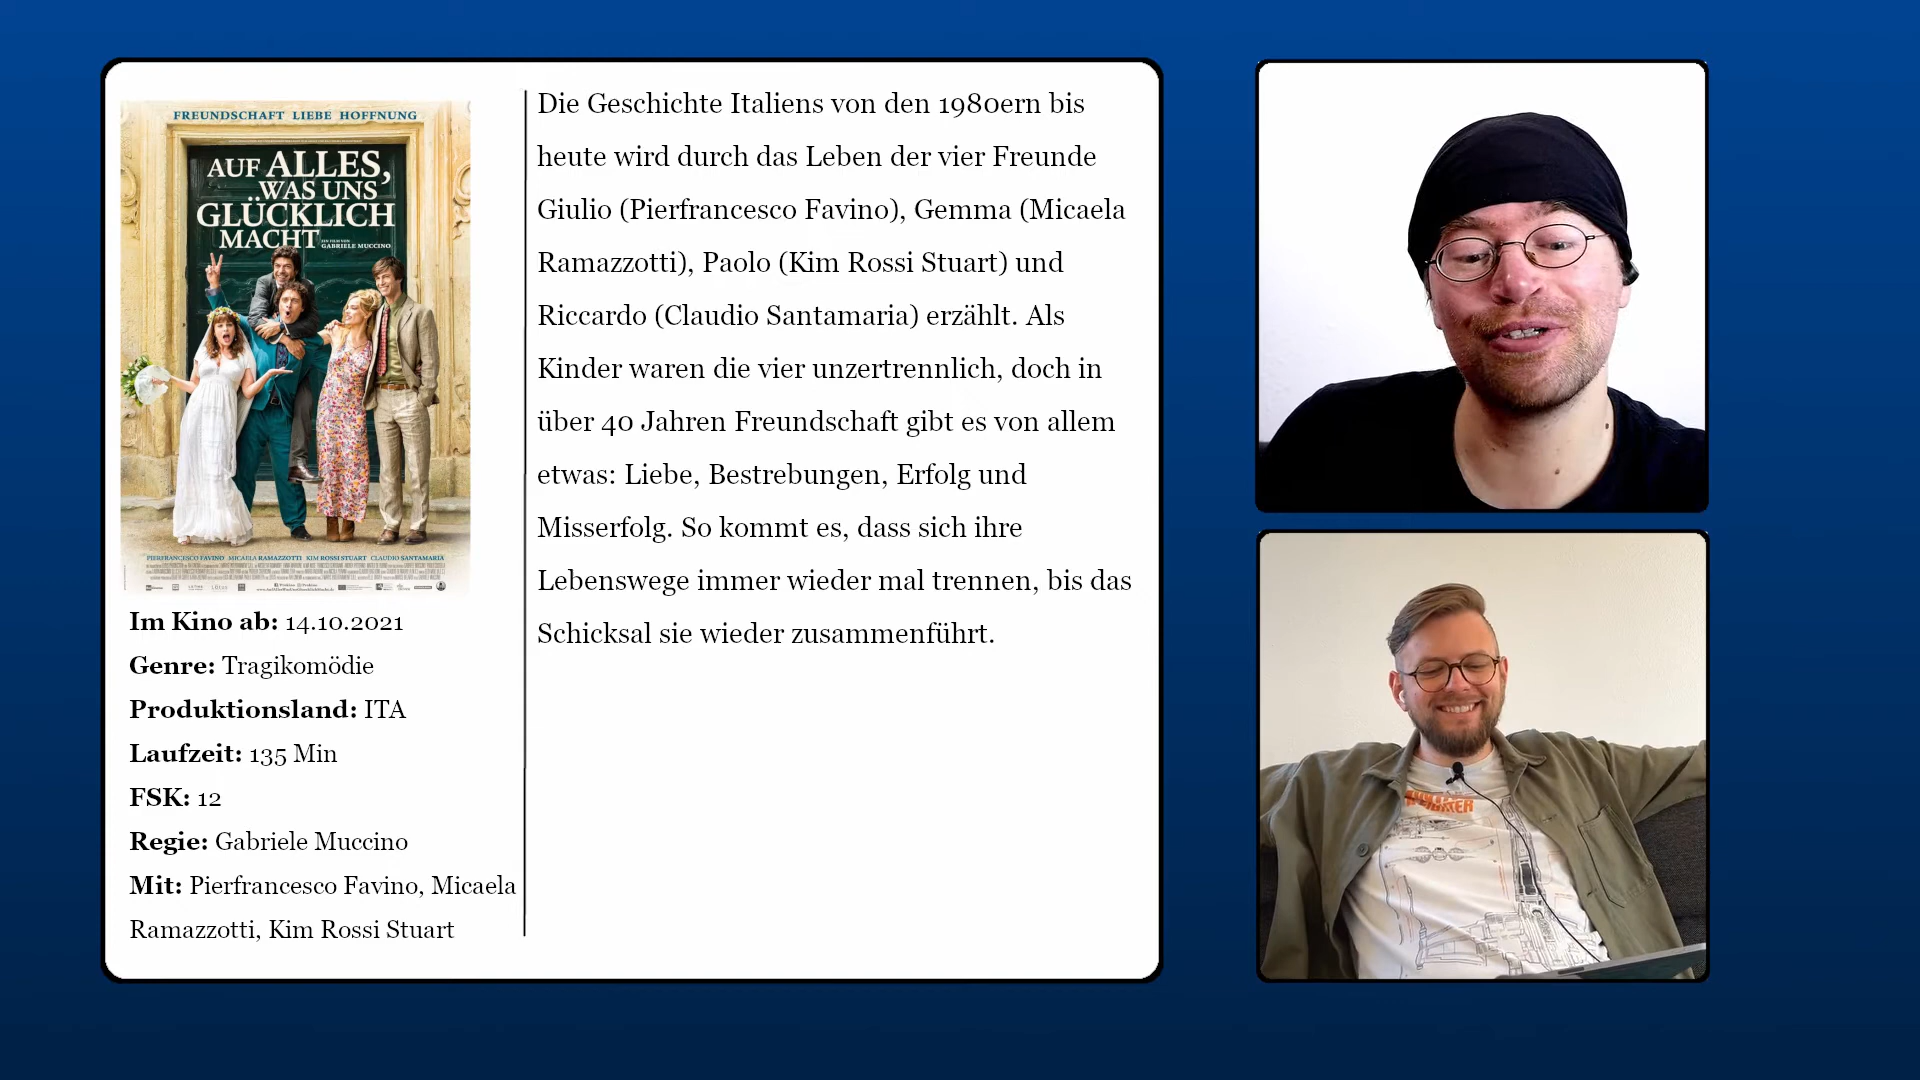 FREUNDSCHAFT LIEBE HOFFNUNG
AUF ALLES,
WAS UNS
GLÜCKLICH
MACHT
EIN FILM VON
GABRIELE MUCCINO
PIERFRANCESCO FAVINO MICAELA RAMAZZOTTI KIM ROSSI STUART CLAUDIO SANTAMARIA
Im Kino ab: 14.10.2021
Genre: Tragikomödie
Produktionsland: ITA
Laufzeit: 135 Min
FSK: 12
Regie: Gabriele Muccino
Mit: Pierfrancesco Favino, Micaela
Ramazzotti, Kim Rossi Stuart
Die Geschichte Italiens von den 1980ern bis
heute wird durch das Leben der vier Freunde
Giulio (Pierfrancesco Favino), Gemma (Micaela
Ramazzotti), Paolo (Kim Rossi Stuart) und
Riccardo (Claudio Santamaria) erzählt. Als
Kinder waren die vier unzertrennlich, doch in
über 40 Jahren Freundschaft gibt es von allem
etwas: Liebe, Bestrebungen, Erfolg und
Misserfolg. So kommt es, dass sich ihre
Lebenswege immer wieder mal trennen, bis das
Schicksal sie wieder zusammenführt.